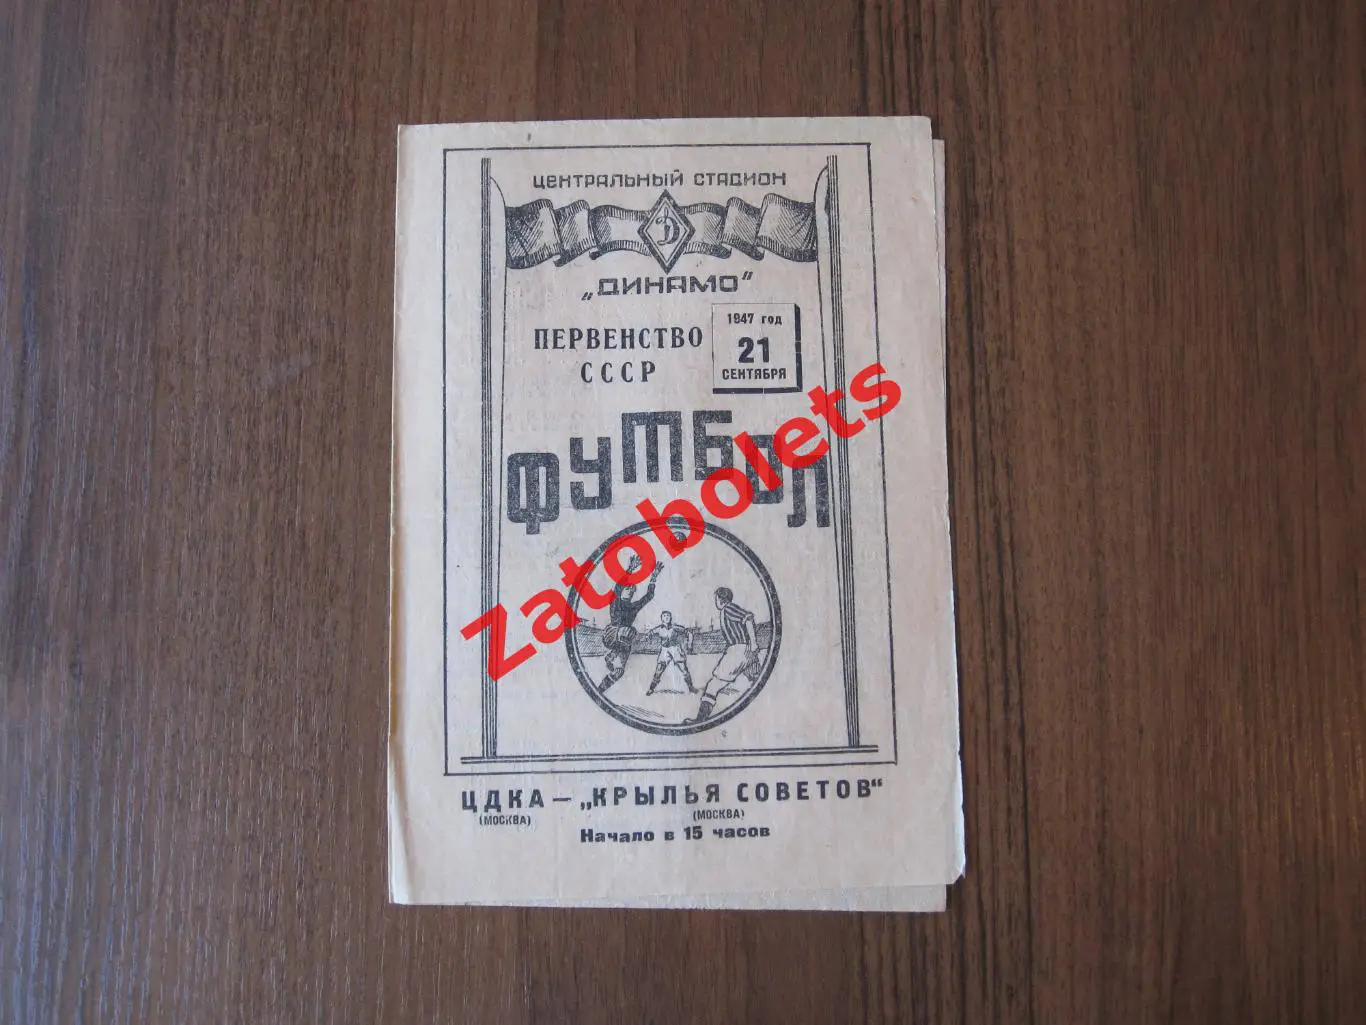 ЦЕНТРАЛЬНЫЙ СТАДИОН
Д
„ДИНАМО"
ПЕРВЕНСТВО
СССР
1947 год
21
СЕНТЯБРЯ
ФУТБОЛ
Zatobolets
ЦДКА — „КРЫЛЬЯ СОВЕТОВ"
(МОСКВА) (МОСКВА)
Начало в 15 часов